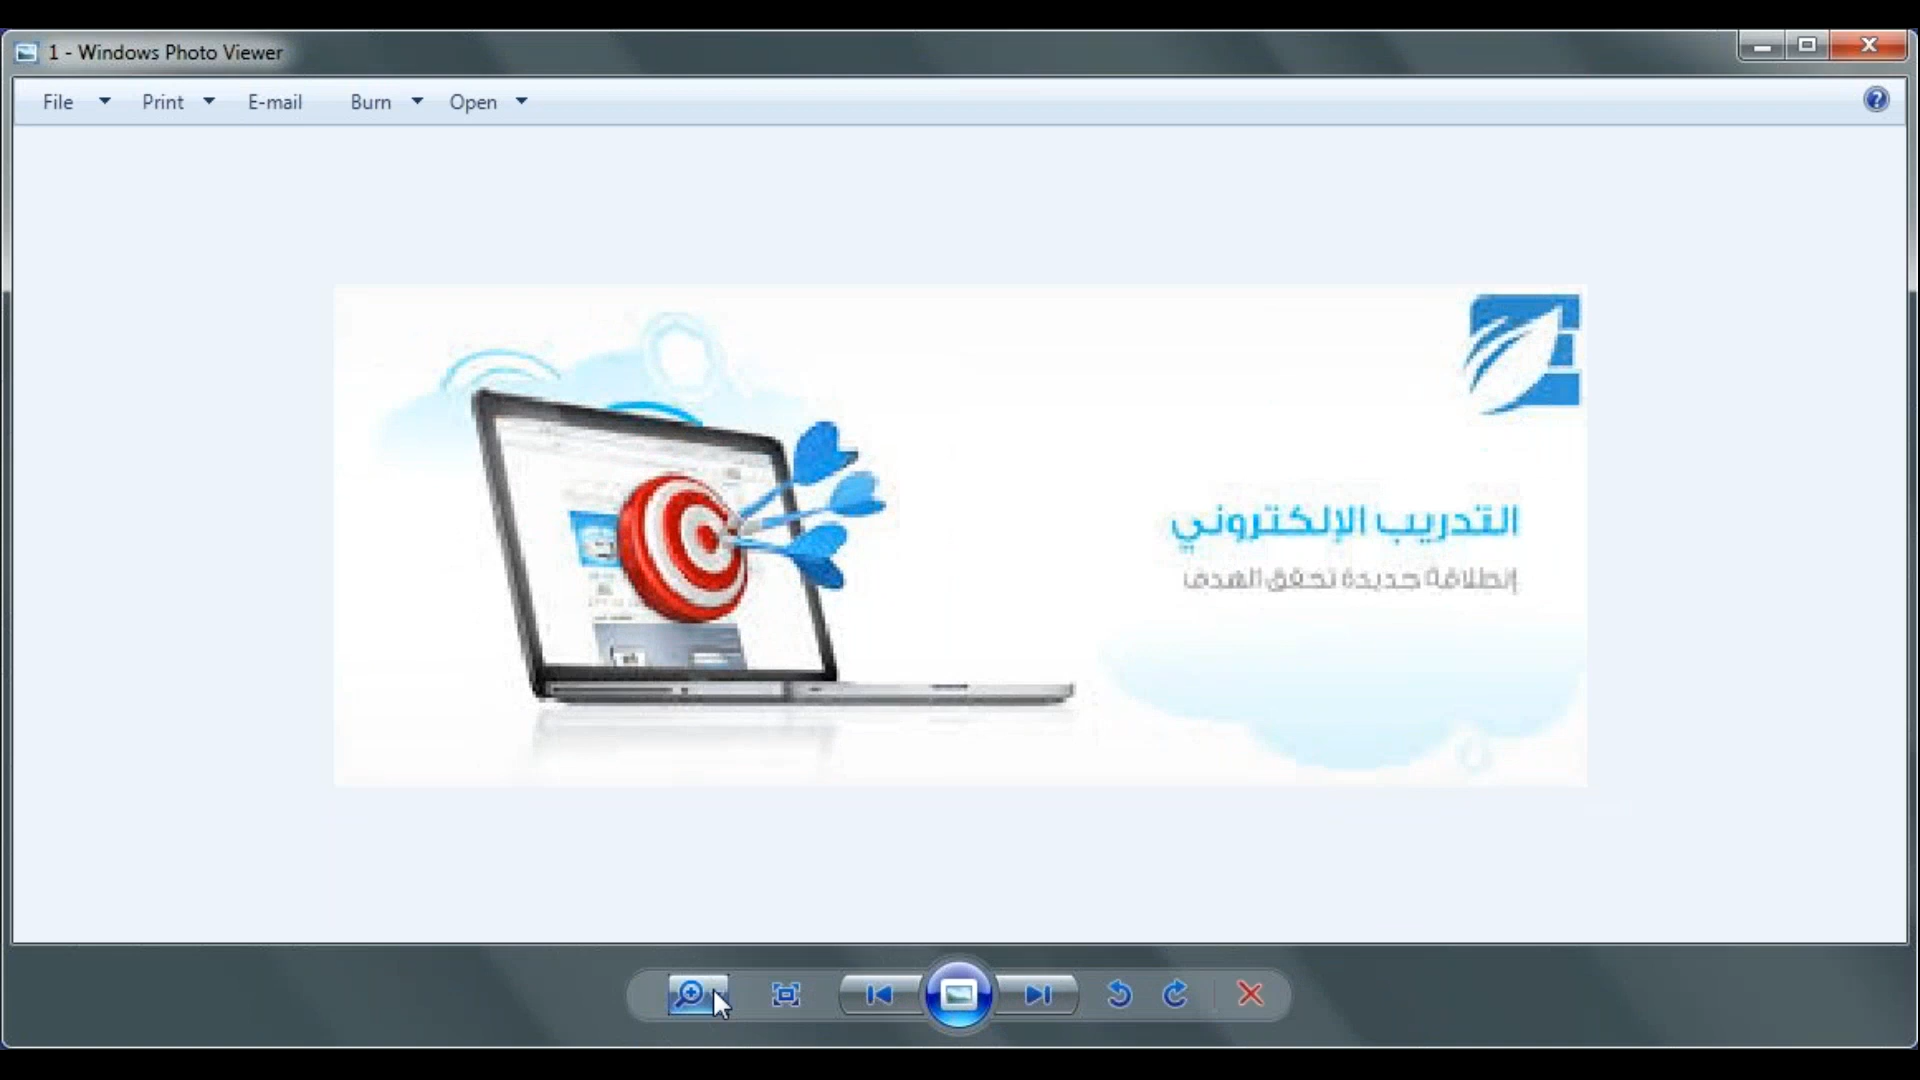 1 - Windows Photo Viewer
File Print E-mail Burn Open
التدريب الإلكتروني
إنطلاقة جديدة تحقق الهدف